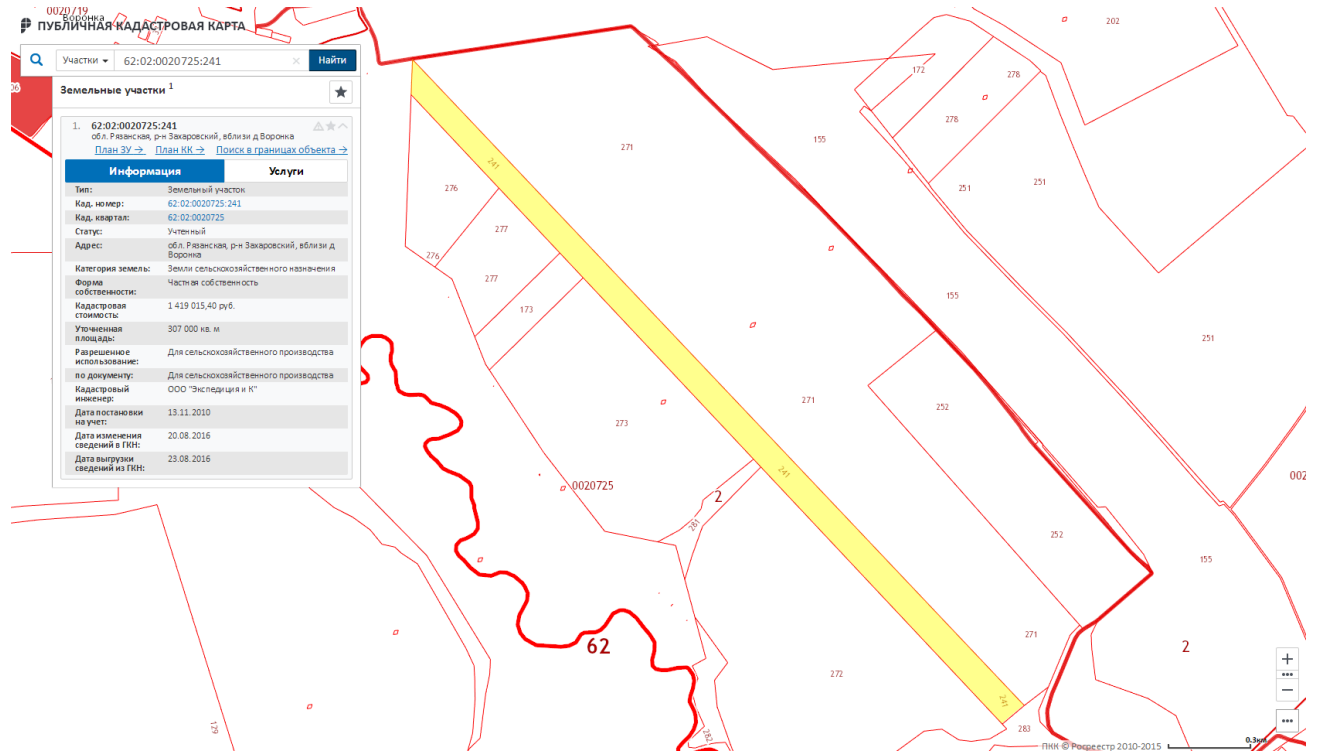 0020719
Воронка
ПУБЛИЧНАЯ КАДАСТРОВАЯ КАРТА
Участки
62:02:0020725:241
Найти
Земельные участки 1
1. 62:02:0020725:241
обл. Рязанская, р-н Захаровский, вблизи д Воронка
План ЗУ → План КК → Поиск в границах объекта →
Информация Услуги
Тип: Земельный участок
Кад. номер: 62:02:0020725:241
Кад. квартал: 62:02:0020725
Статус: Учтенный
Адрес: обл. Рязанская, р-н Захаровский, вблизи д
Воронка
Категория земель: Земли сельскохозяйственного назначения
Форма Частная собственность
собственности:
Кадастровая 1 419 015,40 руб.
стоимость:
Уточненная 307 000 кв. м
площадь:
Разрешенное Для сельскохозяйственного производства
использование:
по документу: Для сельскохозяйственного производства
Кадастровый ООО "Экспедиция и К"
инженер:
Дата постановки 13.11.2010
на учет:
Дата изменения 20.08.2016
сведений в ГКН:
Дата выгрузки 23.08.2016
сведений из ГКН:
202
172
278
278
155
271
241
276
251
251
277
276
277
173
155
251
271
252
273
241
0020725
2
002
281
252
155
271
62
2
272
241
283
129
282
ПКК © Росреестр 2010-2015
0.3км